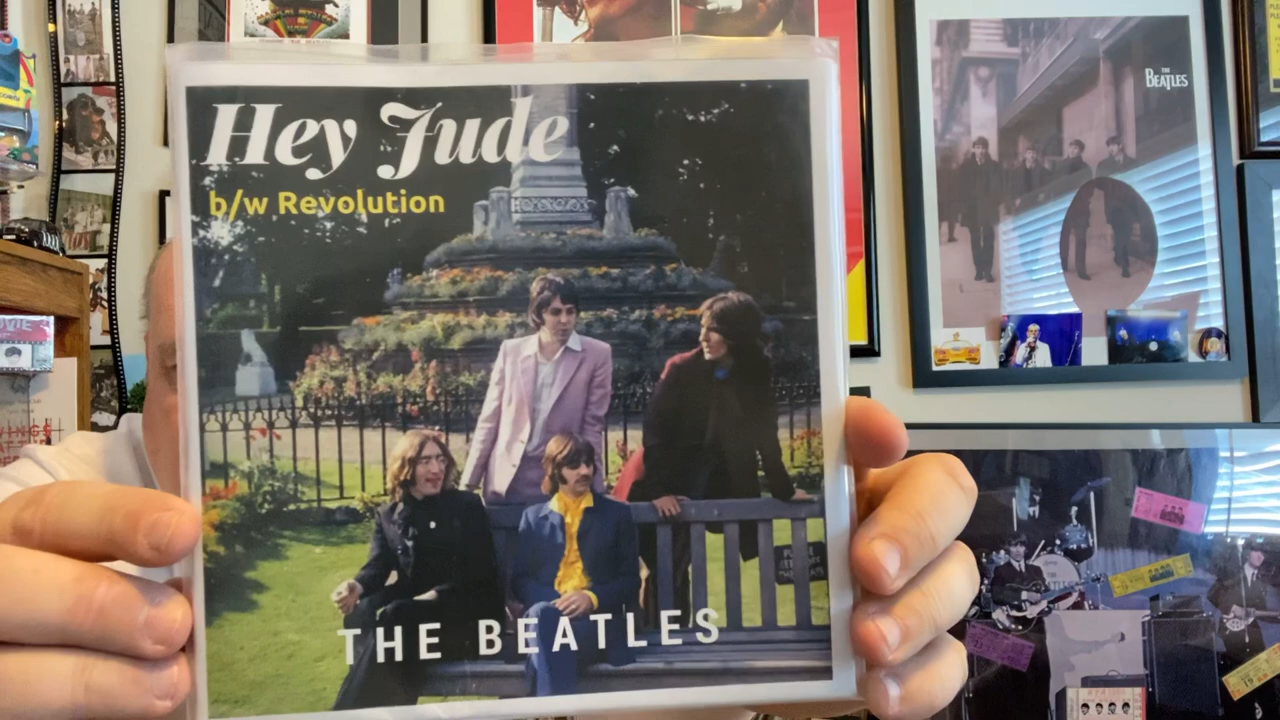 Hey Jude
b/w Revolution
THE BEATLES
THE
BEATLES